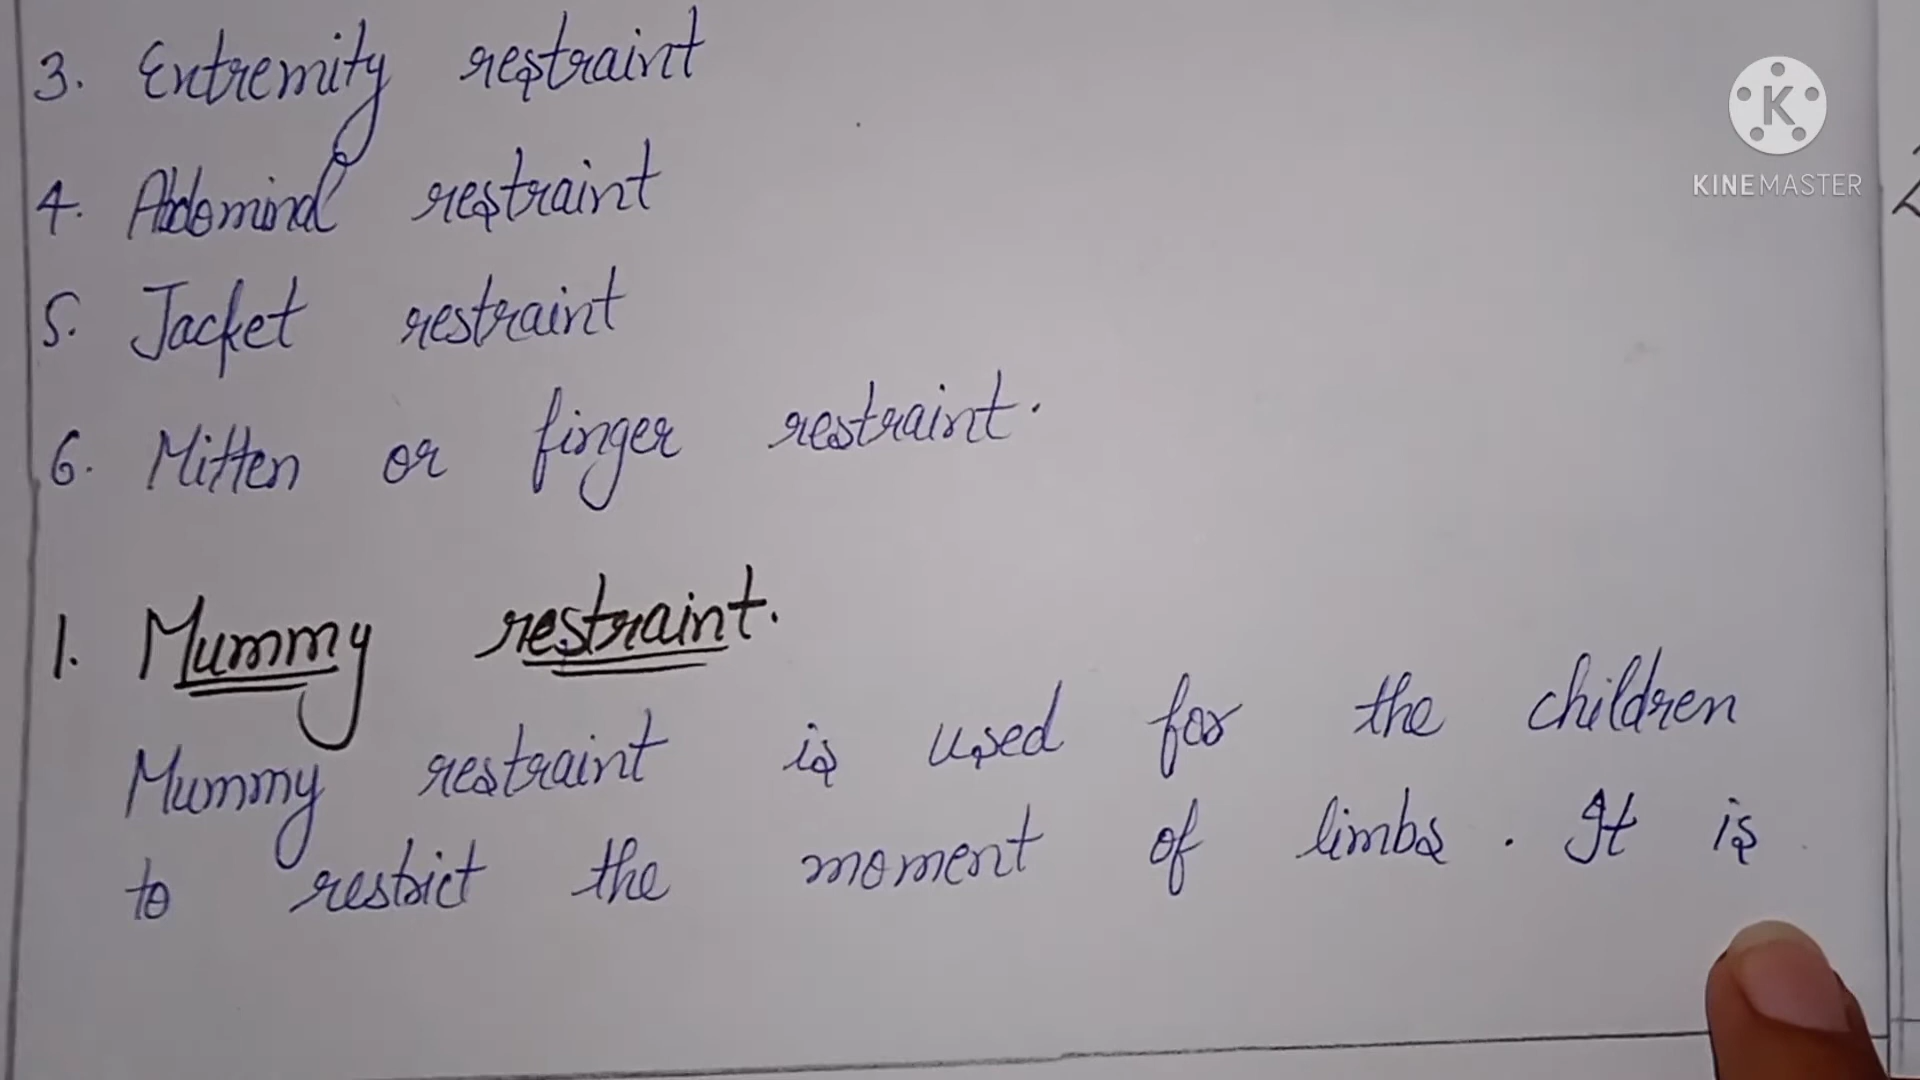 3. Extremity restraint
4. Abdominal restraint
5. Jacket restraint
6. Mitten or finger restraint.
1. Mummy restraint.
Mummy restraint is used for the children
to restrict the moment of limbs. It is
K
KINEMASTER